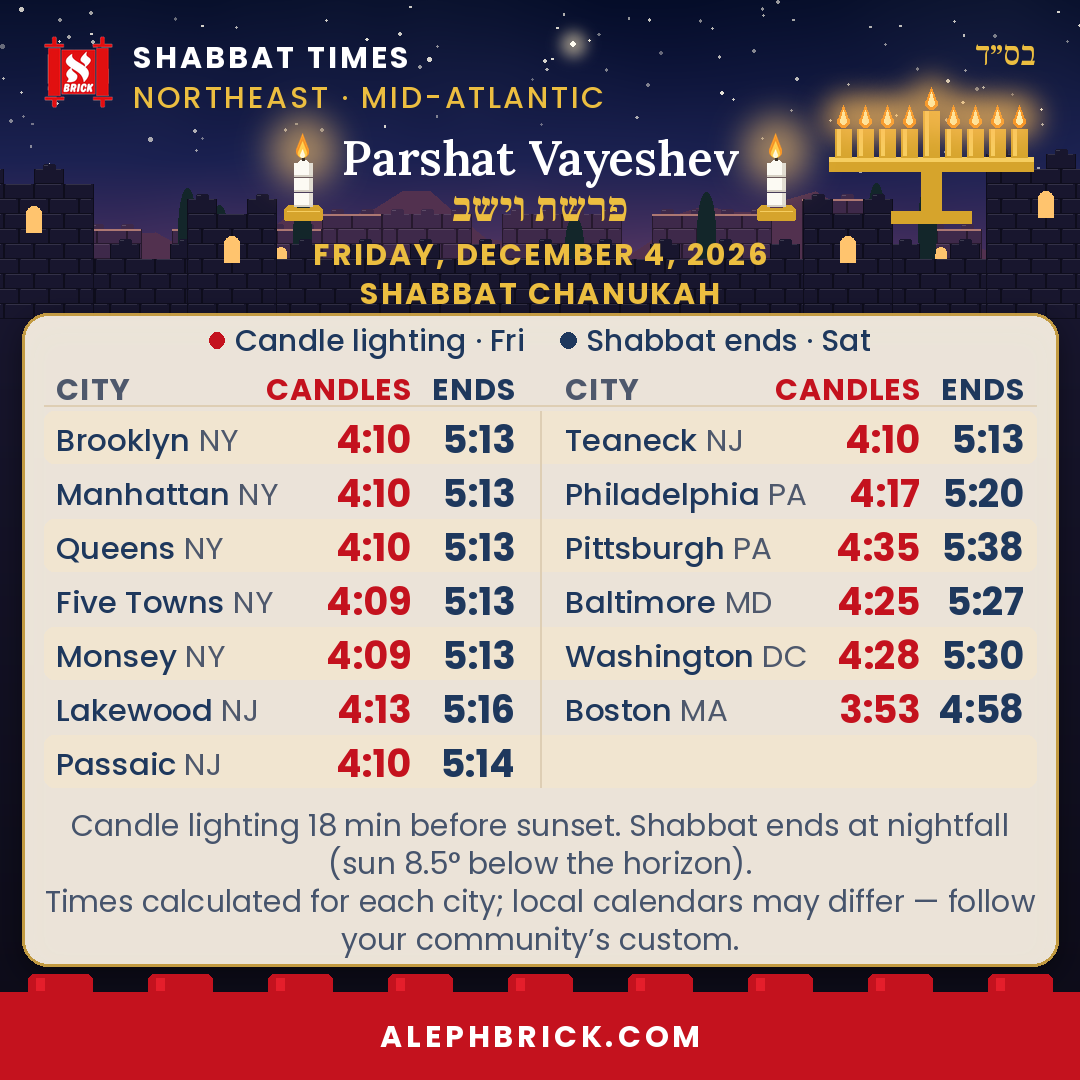 BRICK
SHABBAT TIMES
NORTHEAST · MID-ATLANTIC
בס״ד
Parshat Vayeshev
פרשת וישב
FRIDAY, DECEMBER 4, 2026
SHABBAT CHANUKAH
Candle lighting · Fri Shabbat ends · Sat
CITY CANDLES ENDS CITY CANDLES ENDS
Brooklyn NY 4:10 5:13 Teaneck NJ 4:10 5:13
Manhattan NY 4:10 5:13 Philadelphia PA 4:17 5:20
Queens NY 4:10 5:13 Pittsburgh PA 4:35 5:38
Five Towns NY 4:09 5:13 Baltimore MD 4:25 5:27
Monsey NY 4:09 5:13 Washington DC 4:28 5:30
Lakewood NJ 4:13 5:16 Boston MA 3:53 4:58
Passaic NJ 4:10 5:14
Candle lighting 18 min before sunset. Shabbat ends at nightfall
(sun 8.5° below the horizon).
Times calculated for each city; local calendars may differ — follow
your community’s custom.
ALEPHBRICK.COM